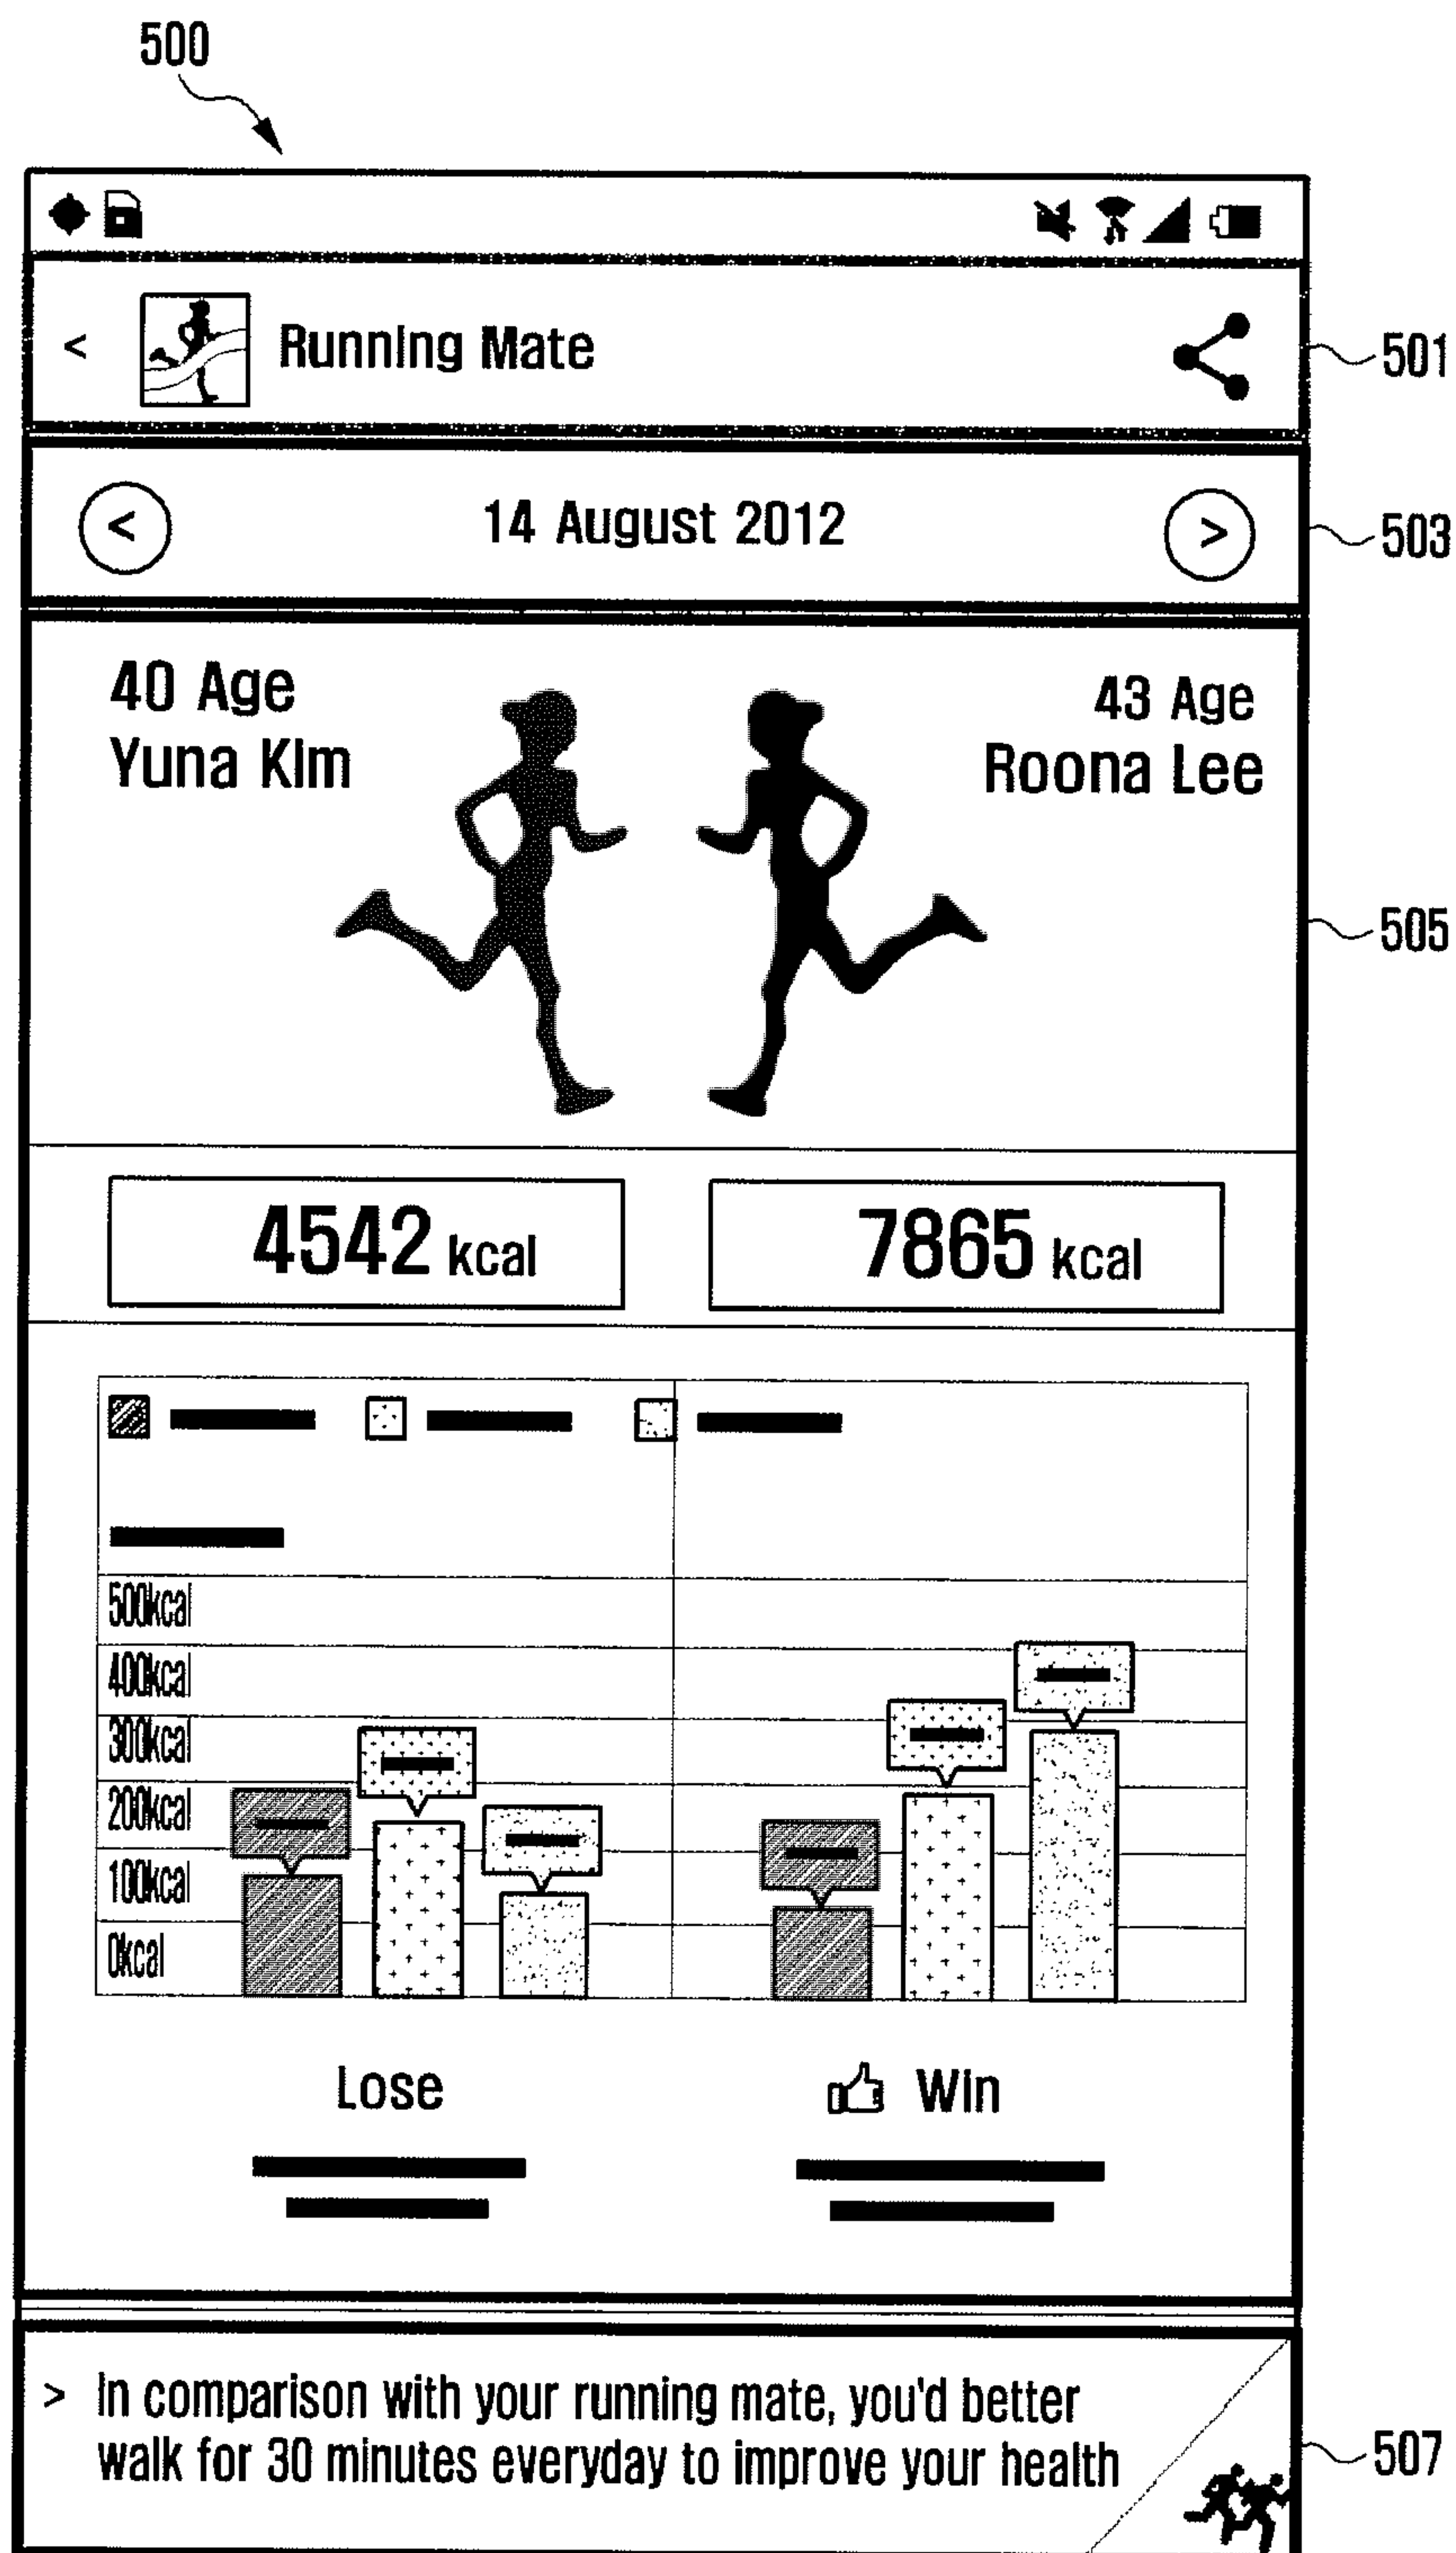 500
Running Mate
501
14 August 2012
503
40 Age
Yuna Kim
43 Age
Roona Lee
505
4542 kcal
7865 kcal
500kcal
400kcal
300kcal
200kcal
100kcal
0kcal
Lose
Win
> In comparison with your running mate, you'd better
walk for 30 minutes everyday to improve your health
507